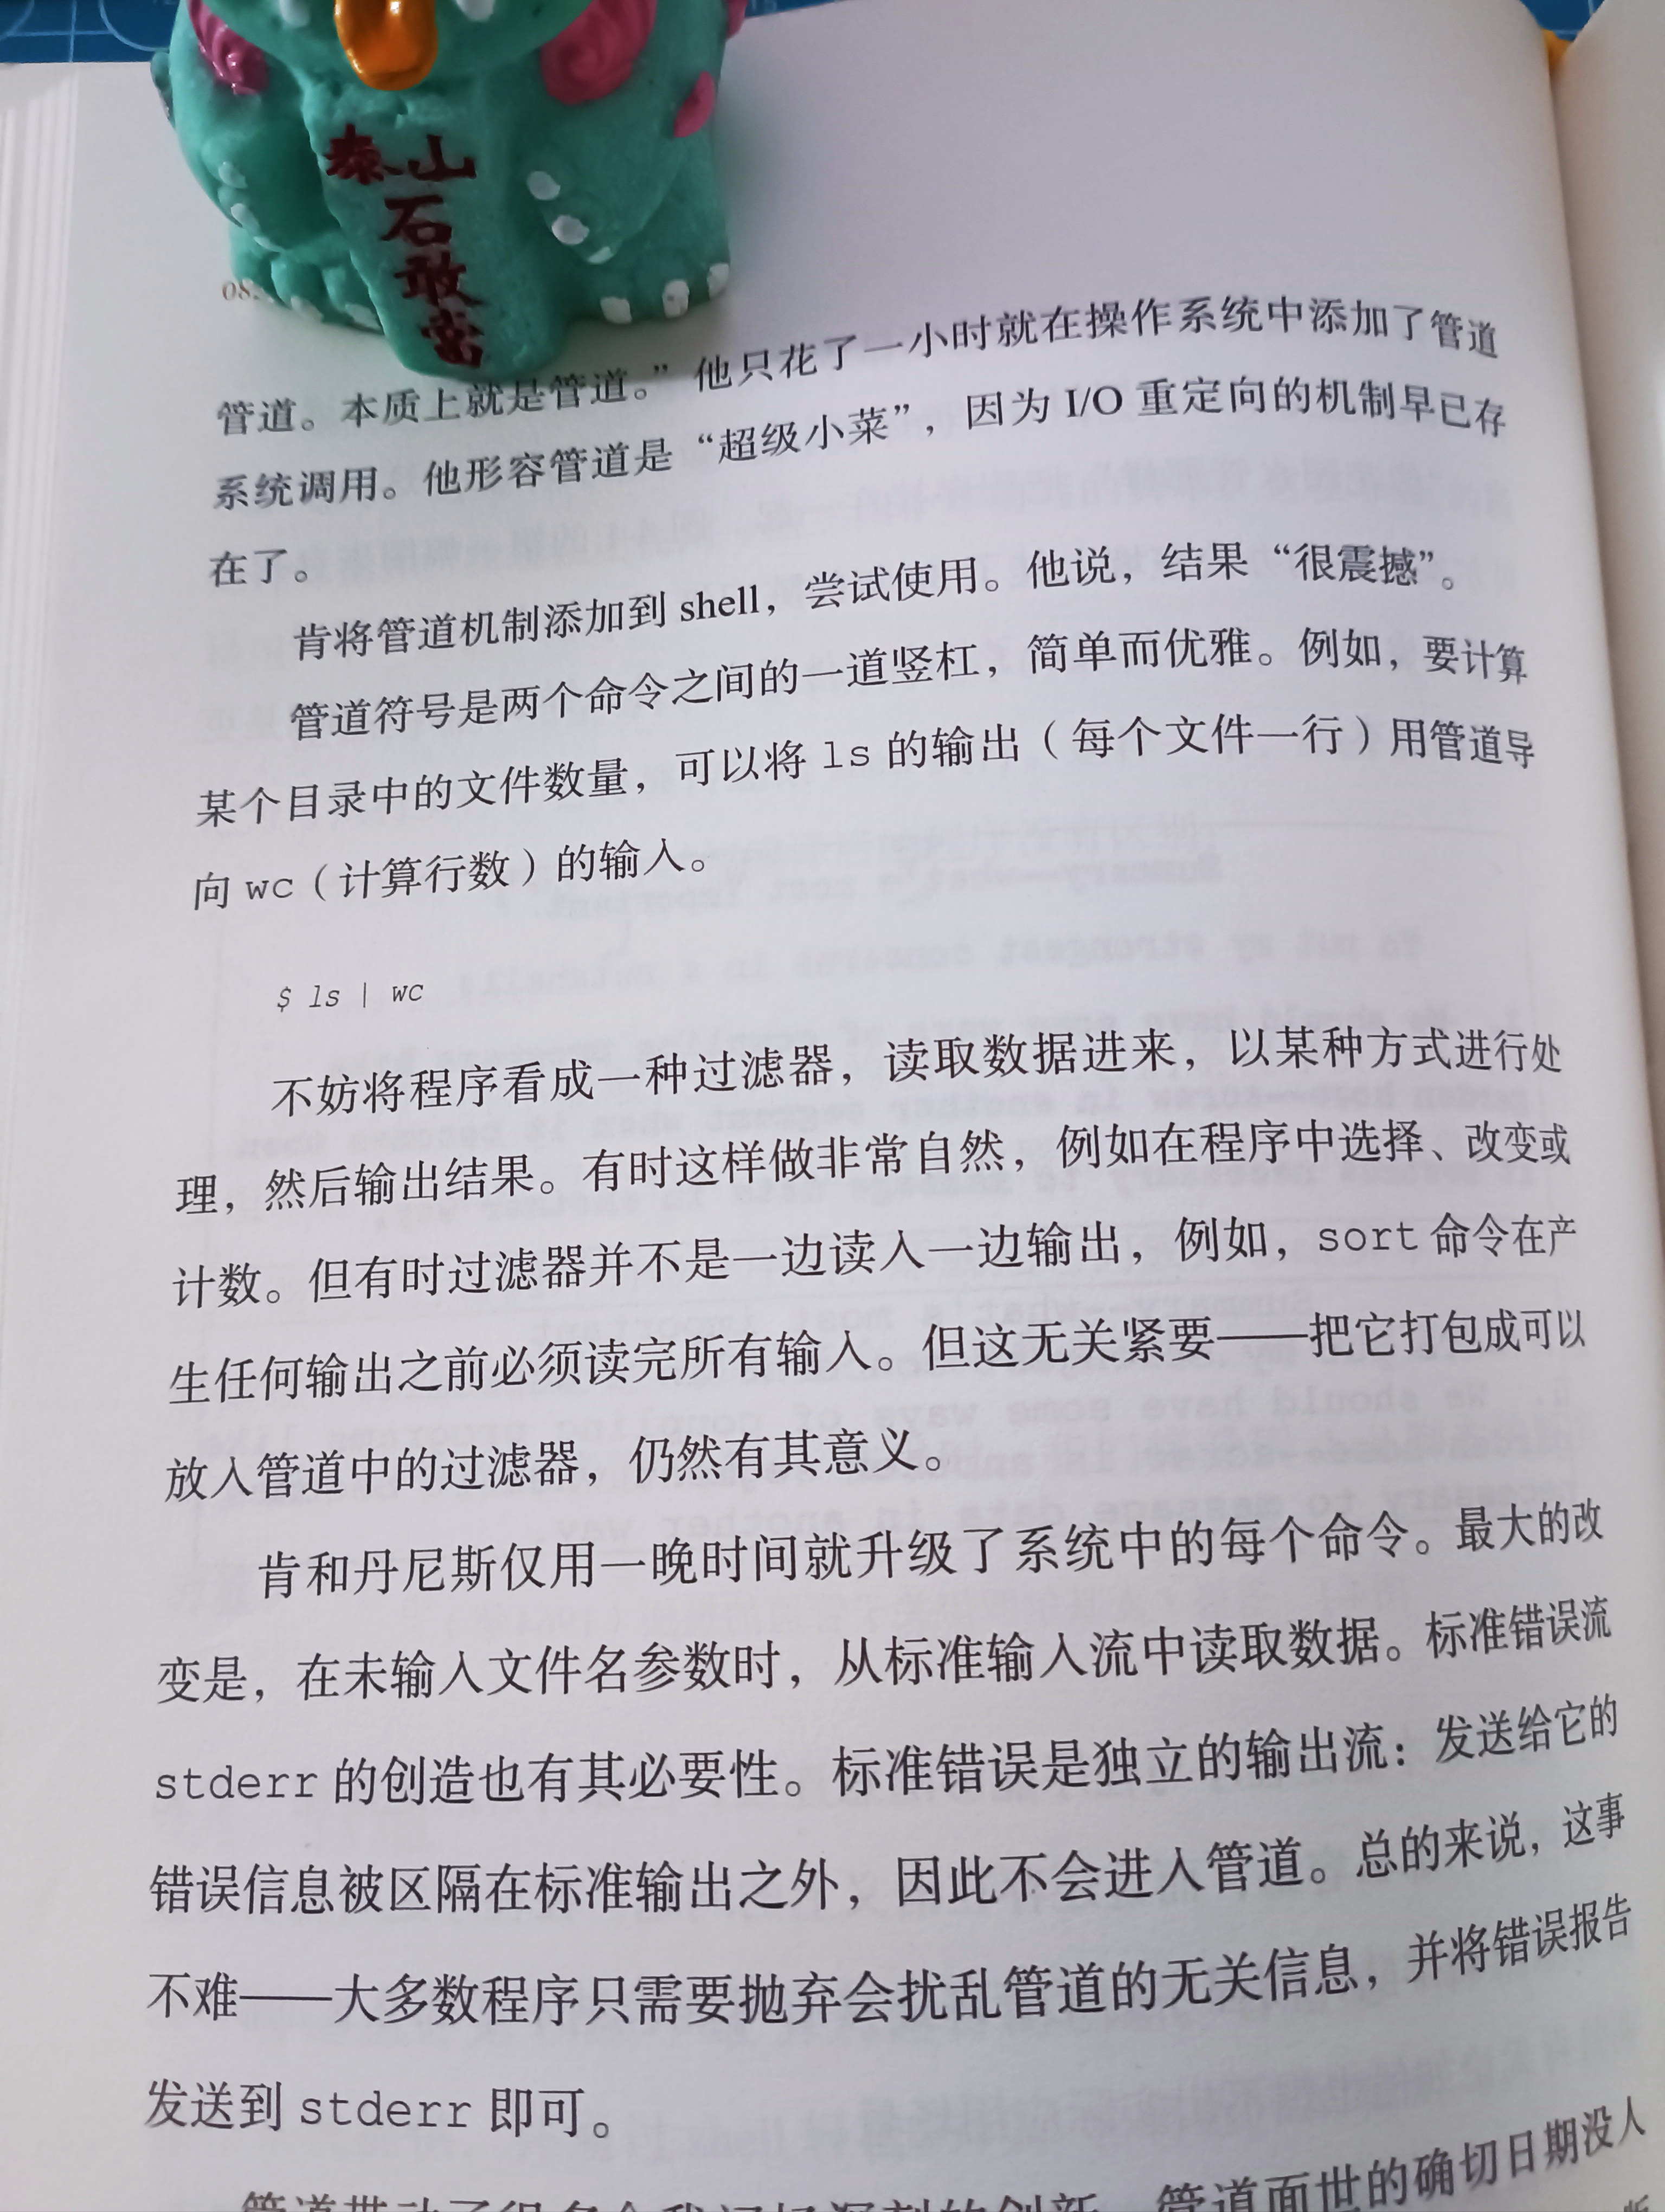 泰山
石
敢
當
08
管道。本质上就是管道。”他只花了一小时就在操作系统中添加了管道
系统调用。他形容管道是“超级小菜”，因为 I/O 重定向的机制早已存
在了。
肯将管道机制添加到 shell，尝试使用。他说，结果“很震撼”。
管道符号是两个命令之间的一道竖杠，简单而优雅。例如，要计算
某个目录中的文件数量，可以将 ls 的输出（每个文件一行）用管道导
向 wc（计算行数）的输入。
$ ls | wc
不妨将程序看成一种过滤器，读取数据进来，以某种方式进行处
理，然后输出结果。有时这样做非常自然，例如在程序中选择、改变或
计数。但有时过滤器并不是一边读入一边输出，例如，sort 命令在产
生任何输出之前必须读完所有输入。但这无关紧要——把它打包成可以
放入管道中的过滤器，仍然有其意义。
肯和丹尼斯仅用一晚时间就升级了系统中的每个命令。最大的改
变是，在未输入文件名参数时，从标准输入流中读取数据。标准错误流
stderr 的创造也有其必要性。标准错误是独立的输出流：发送给它的
错误信息被区隔在标准输出之外，因此不会进入管道。总的来说，这事
不难——大多数程序只需要抛弃会扰乱管道的无关信息，并将错误报告
发送到 stderr 即可。
管道面世的确切日期没人